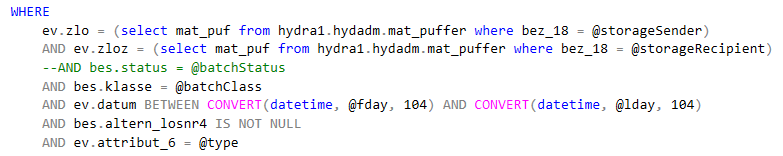 WHERE
ev.zlo = (select mat_puf from hydra1.hydadm.mat_puffer where bez_18 = @storageSender)
AND ev.zloz = (select mat_puf from hydra1.hydadm.mat_puffer where bez_18 = @storageRecipient)
--AND bes.status = @batchStatus
AND bes.klasse = @batchClass
AND ev.datum BETWEEN CONVERT(datetime, @fday, 104) AND CONVERT(datetime, @lday, 104)
AND bes.altern_losnr4 IS NOT NULL
AND ev.attribut_6 = @type